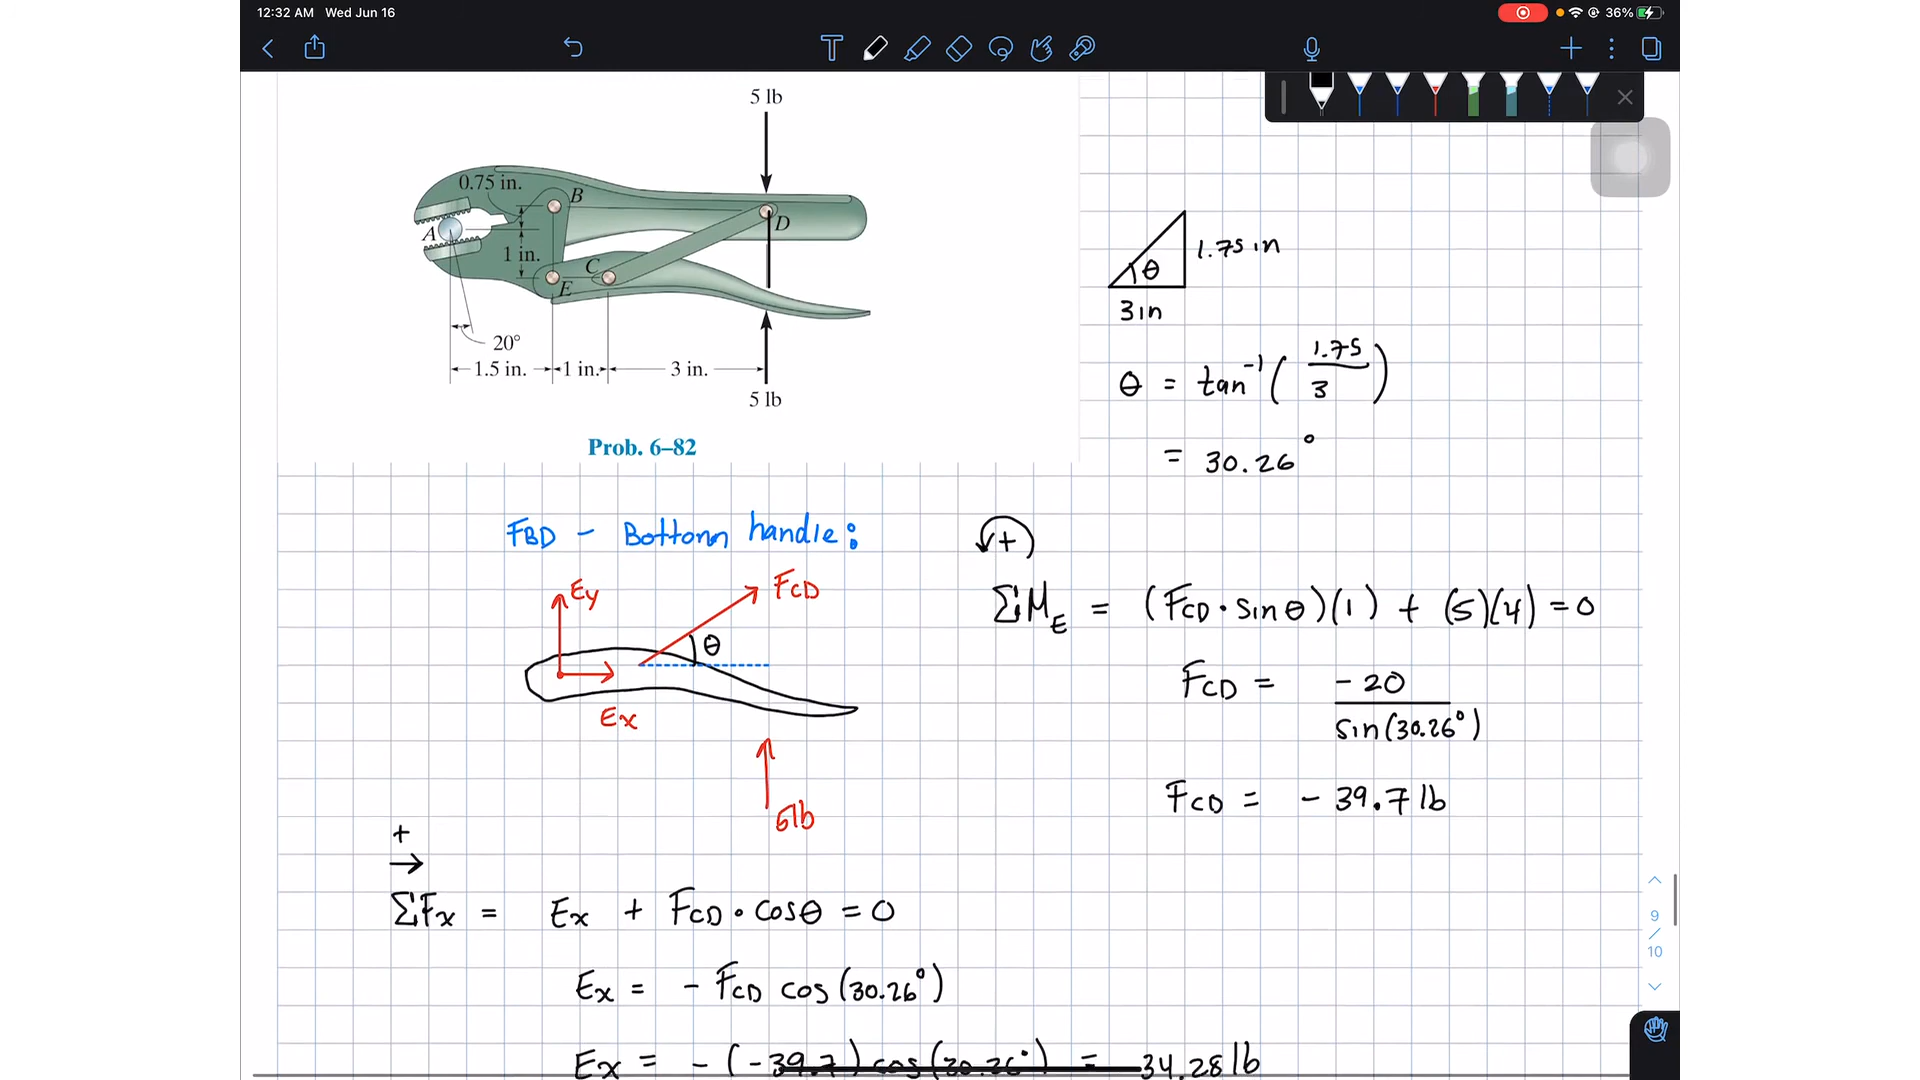 12:32 AM Wed Jun 16
36%
5 lb
0.75 in.
B
A
D
1 in.
C
E
20°
1.5 in.
1 in.
3 in.
5 lb
Prob. 6–82
1.75 in
θ
3in
θ = tan⁻¹( 1.75 / 3 )
= 30.26°
FBD - Bottom handle:
Ey
FCD
θ
Ex
5lb
+
ΣME = (FCD · sinθ)(1) + (5)(4) = 0
FCD = -20 / sin(30.26°)
FCD = - 39.7 lb
+
→
ΣFx = Ex + FCD · cosθ = 0
Ex = - FCD cos(30.26°)
Ex = - (-39.7) cos(30.26°) = 34.28 lb
9
/
10